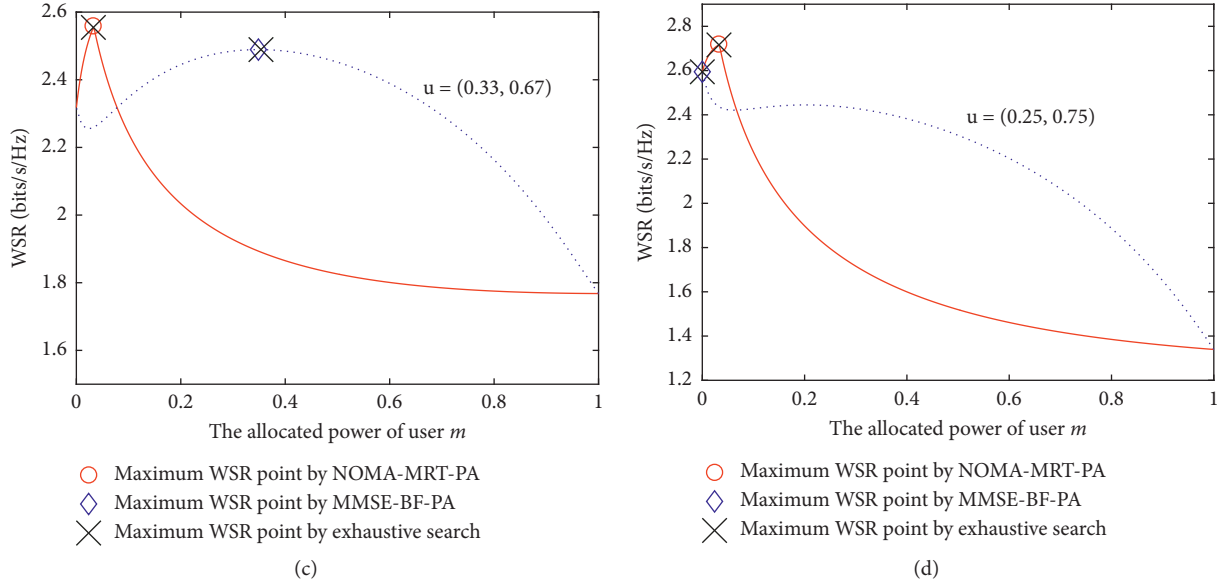 2.6
2.4
2.2
2
1.8
1.6
WSR (bits/s/Hz)
u = (0.33, 0.67)
0
0.2
0.4
0.6
0.8
1
The allocated power of user m
Maximum WSR point by NOMA-MRT-PA
Maximum WSR point by MMSE-BF-PA
Maximum WSR point by exhaustive search
(c)
2.8
2.6
2.4
2.2
2
1.8
1.6
1.4
1.2
WSR (bits/s/Hz)
u = (0.25, 0.75)
0
0.2
0.4
0.6
0.8
1
The allocated power of user m
Maximum WSR point by NOMA-MRT-PA
Maximum WSR point by MMSE-BF-PA
Maximum WSR point by exhaustive search
(d)